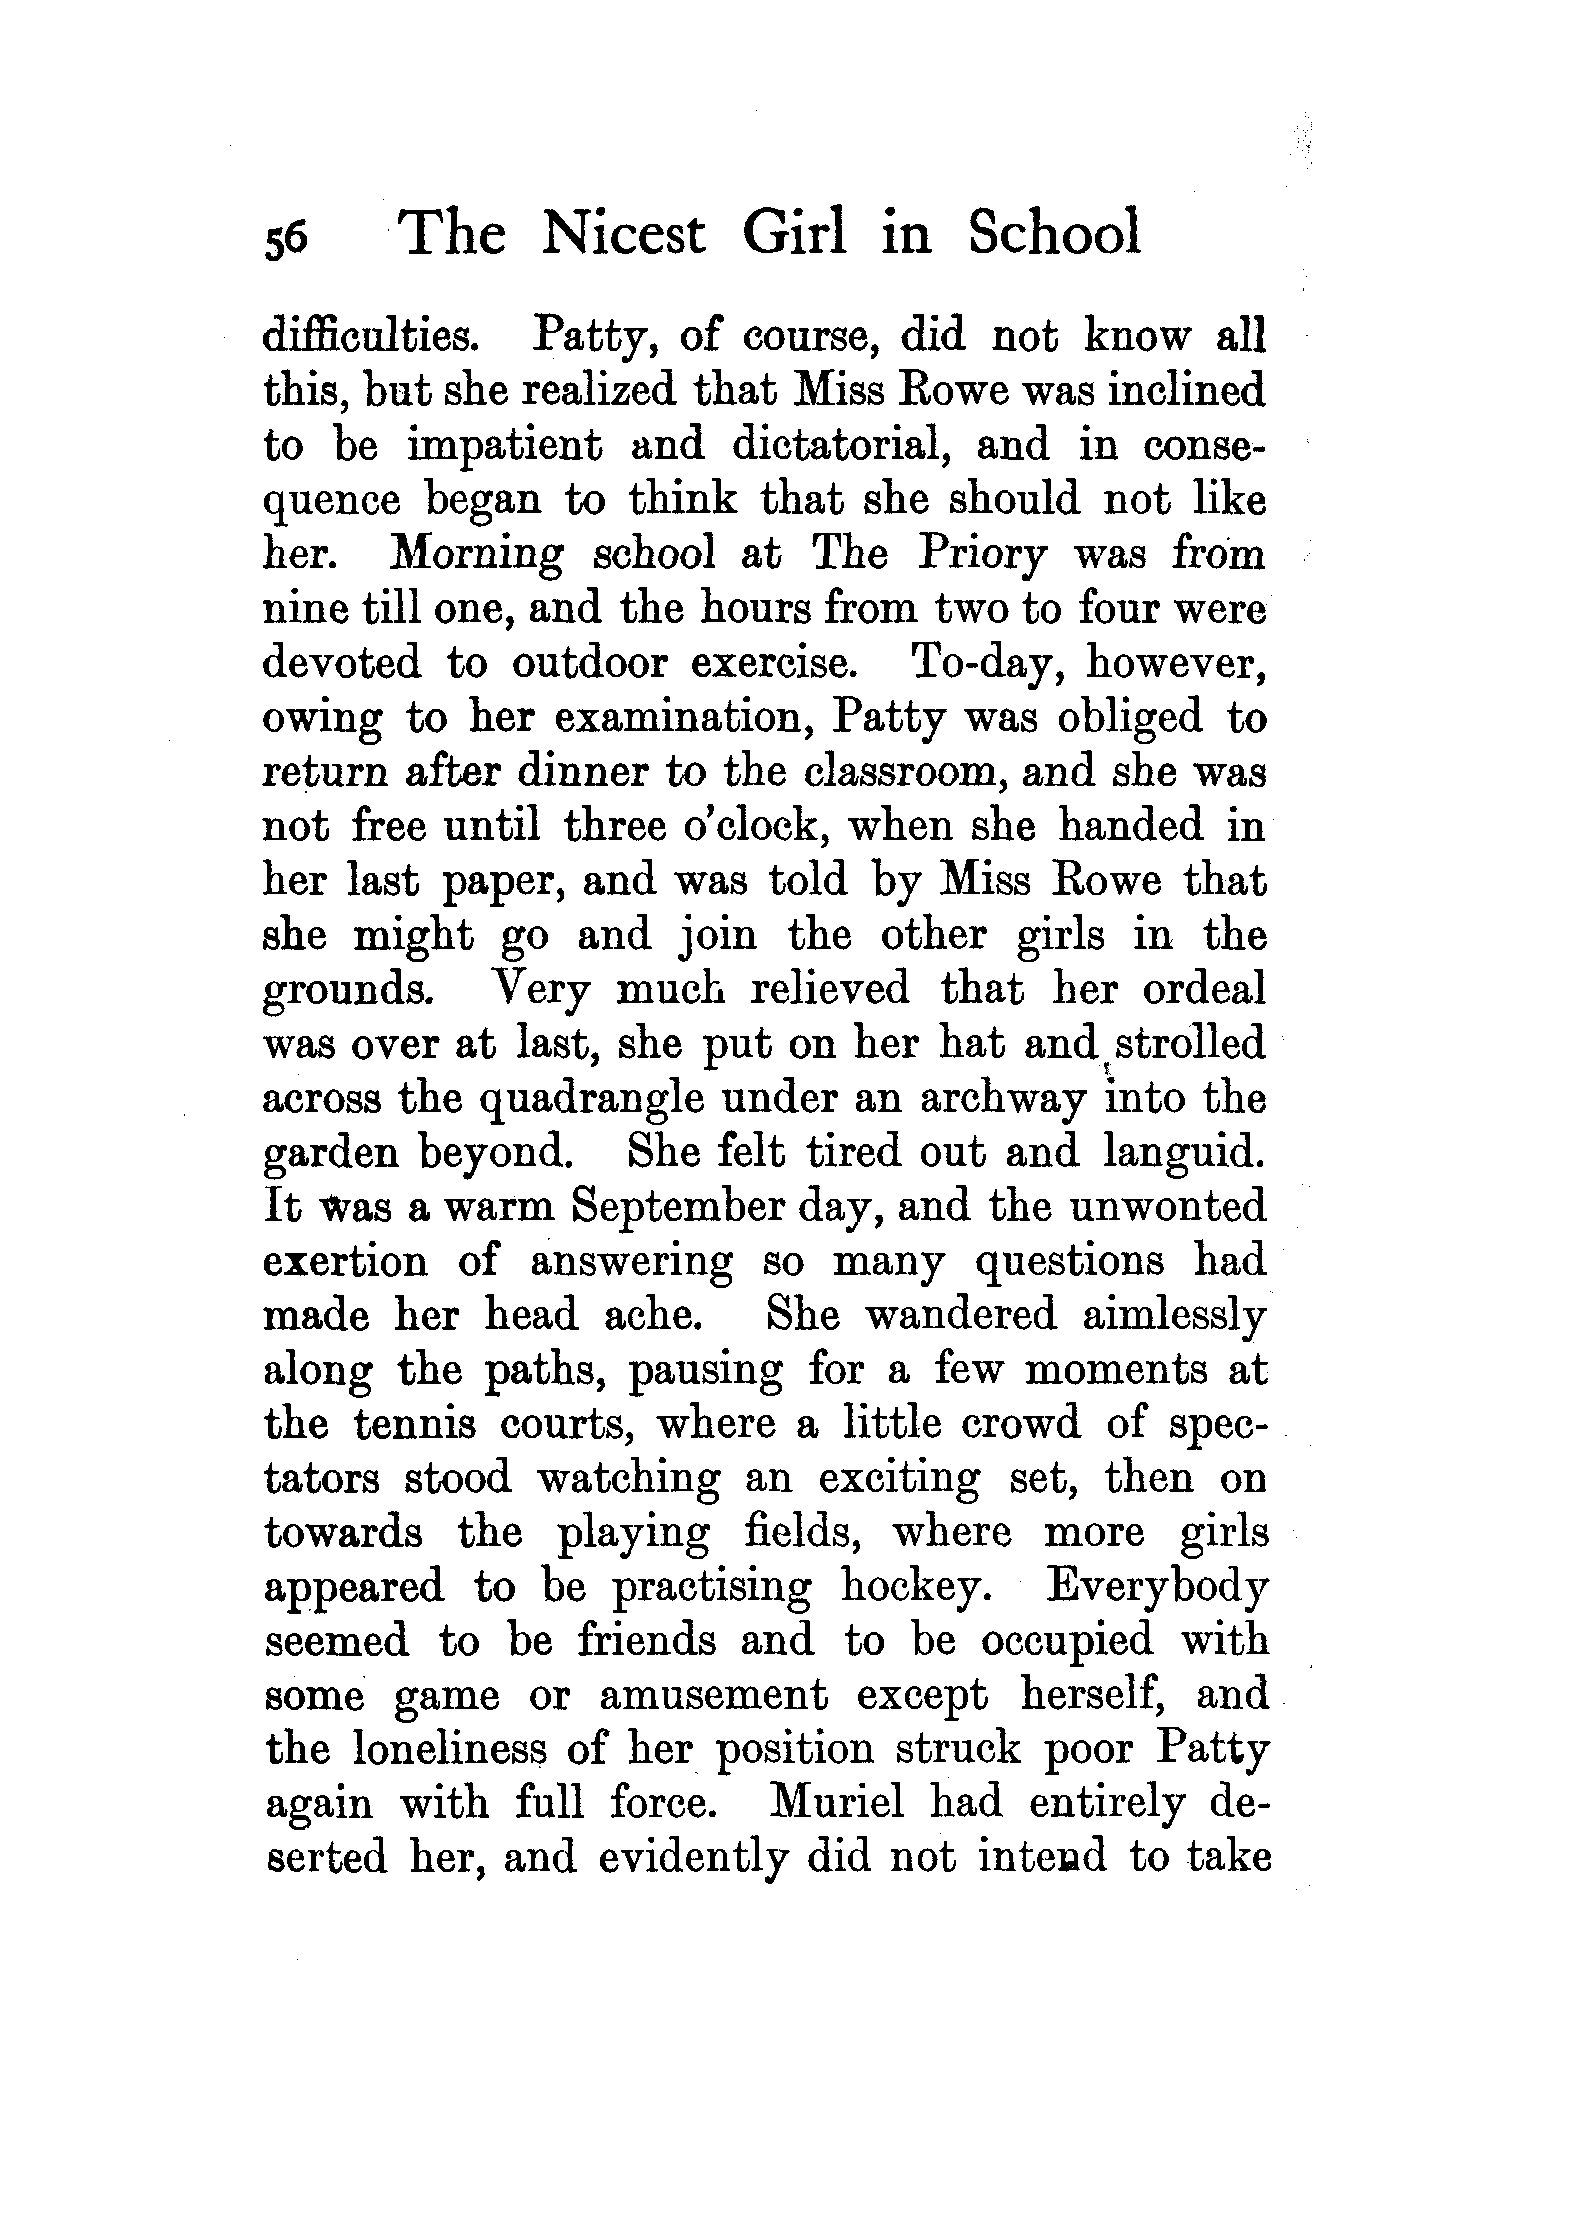 56 The Nicest Girl in School
difficulties. Patty, of course, did not know all
this, but she realized that Miss Rowe was inclined
to be impatient and dictatorial, and in conse-
quence began to think that she should not like
her. Morning school at The Priory was from
nine till one, and the hours from two to four were
devoted to outdoor exercise. To-day, however,
owing to her examination, Patty was obliged to
return after dinner to the classroom, and she was
not free until three o'clock, when she handed in
her last paper, and was told by Miss Rowe that
she might go and join the other girls in the
grounds. Very much relieved that her ordeal
was over at last, she put on her hat and strolled
across the quadrangle under an archway into the
garden beyond. She felt tired out and languid.
It was a warm September day, and the unwonted
exertion of answering so many questions had
made her head ache. She wandered aimlessly
along the paths, pausing for a few moments at
the tennis courts, where a little crowd of spec-
tators stood watching an exciting set, then on
towards the playing fields, where more girls
appeared to be practising hockey. Everybody
seemed to be friends and to be occupied with
some game or amusement except herself, and
the loneliness of her position struck poor Patty
again with full force. Muriel had entirely de-
serted her, and evidently did not intend to take